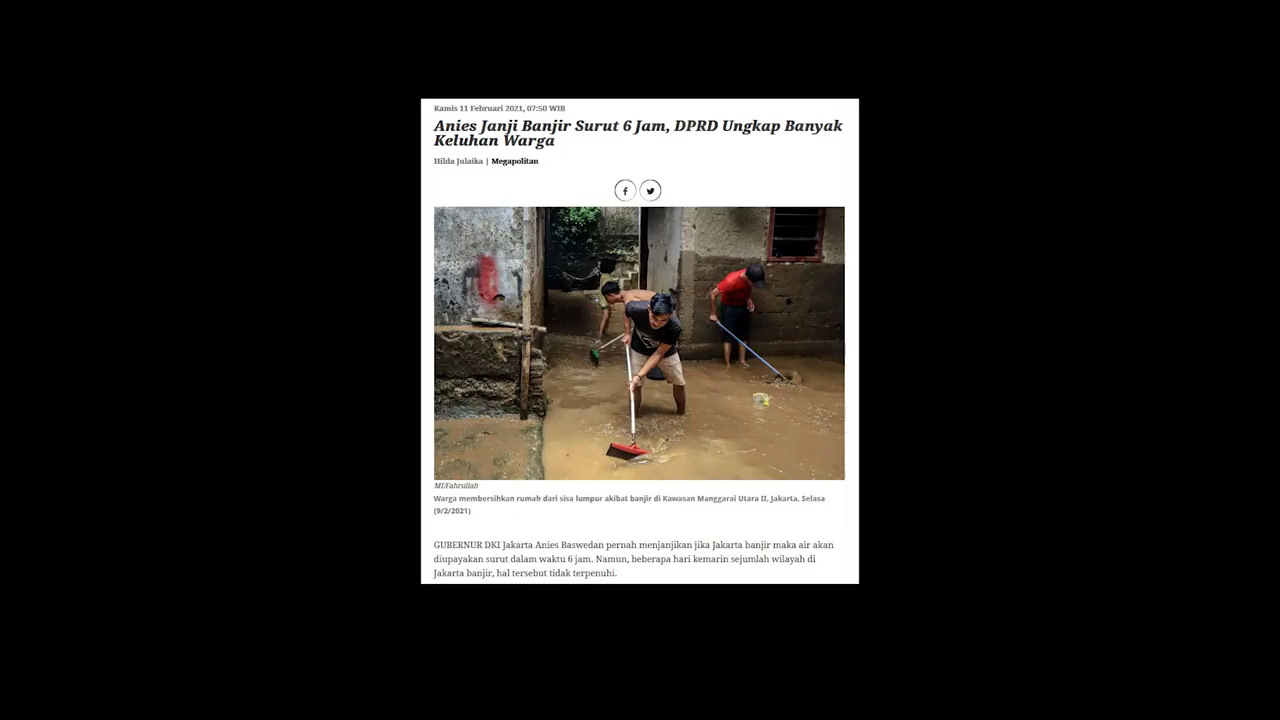 Kamis 11 Februari 2021, 07:50 WIB
Anies Janji Banjir Surut 6 Jam, DPRD Ungkap Banyak
Keluhan Warga
Hilda Julaika | Megapolitan
MI/Fahrullah
Warga membersihkan rumah dari sisa lumpur akibat banjir di Kawasan Manggarai Utara II, Jakarta, Selasa
(9/2/2021)
GUBERNUR DKI Jakarta Anies Baswedan pernah menjanjikan jika Jakarta banjir maka air akan
diupayakan surut dalam waktu 6 jam. Namun, beberapa hari kemarin sejumlah wilayah di
Jakarta banjir, hal tersebut tidak terpenuhi.